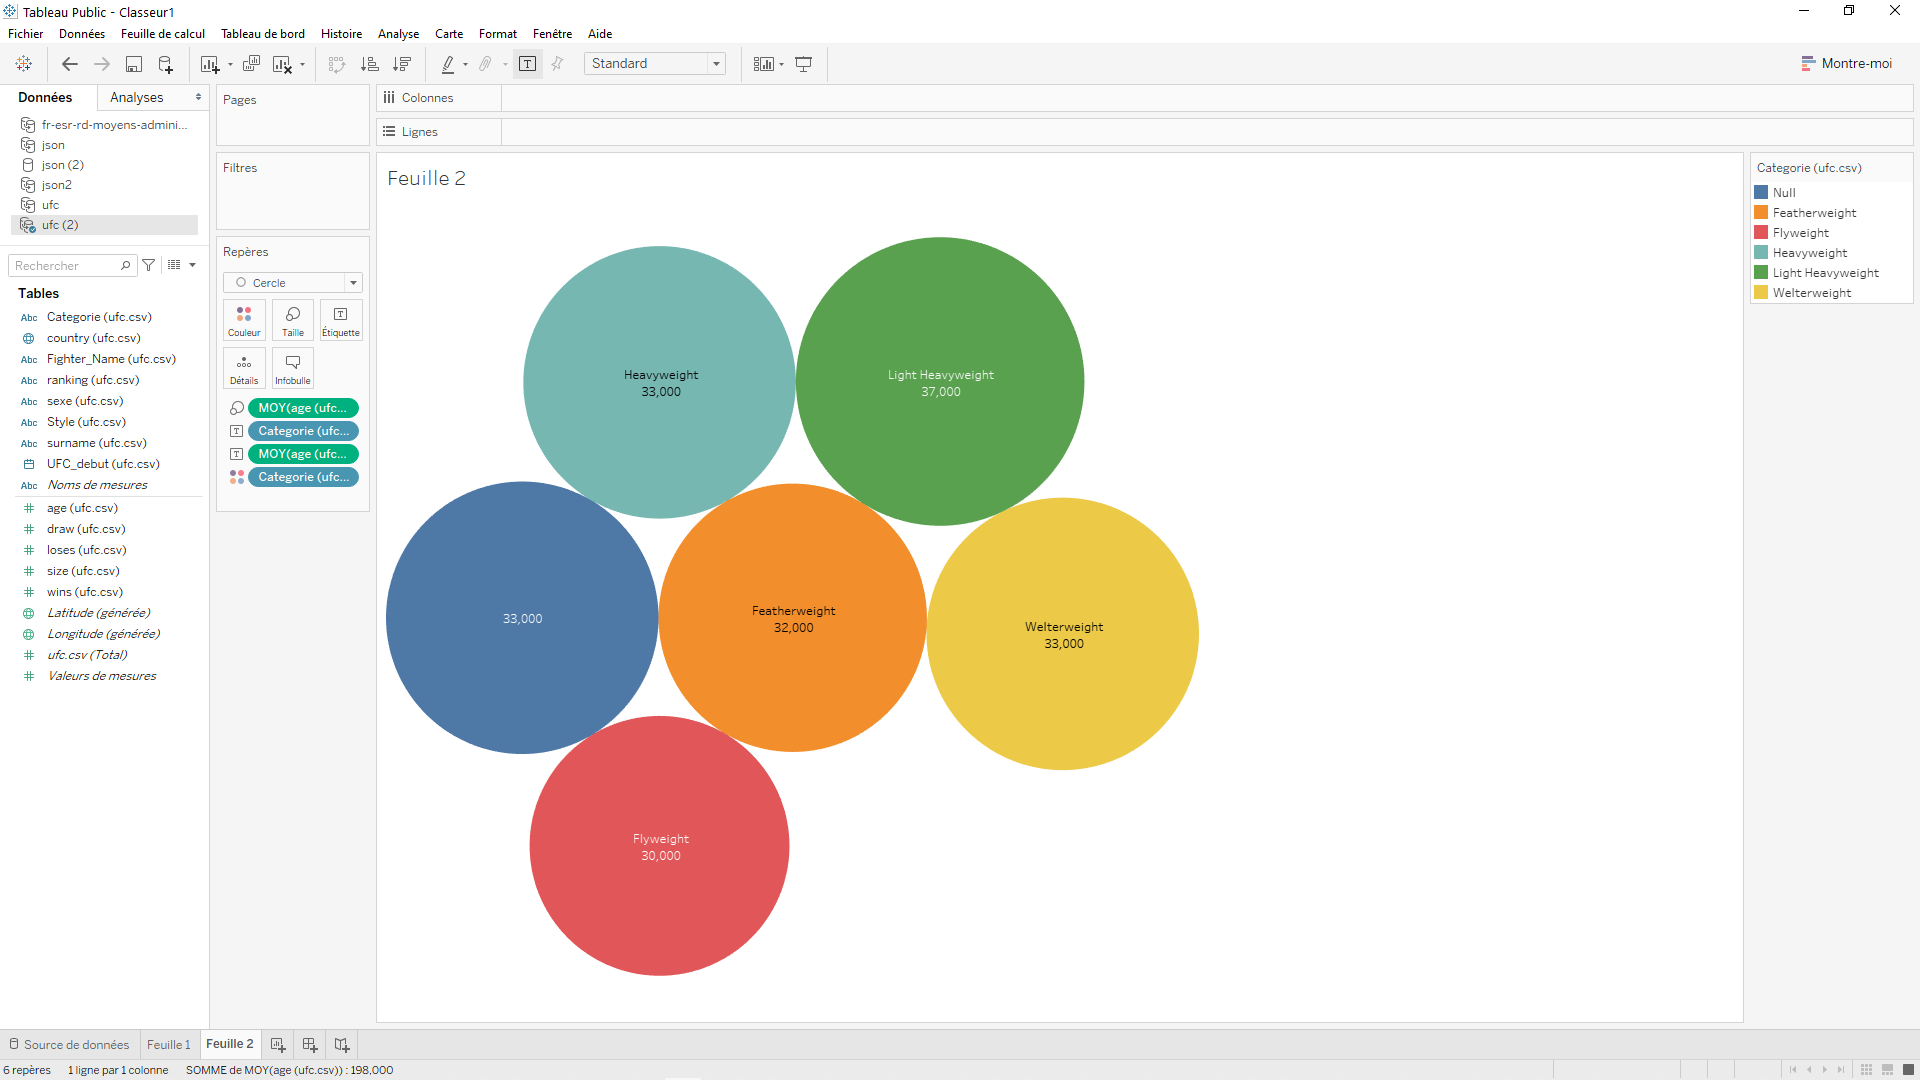 Tableau Public - Classeur1
Fichier Données Feuille de calcul Tableau de bord Histoire Analyse Carte Format Fenêtre Aide
Standard
Montre-moi
Données Analyses
fr-esr-rd-moyens-admini...
json
json (2)
json2
ufc
ufc (2)
Rechercher
Tables
Abc Categorie (ufc.csv)
country (ufc.csv)
Abc Fighter_Name (ufc.csv)
Abc ranking (ufc.csv)
Abc sexe (ufc.csv)
Abc Style (ufc.csv)
Abc surname (ufc.csv)
UFC_debut (ufc.csv)
Abc Noms de mesures
# age (ufc.csv)
# draw (ufc.csv)
# loses (ufc.csv)
# size (ufc.csv)
# wins (ufc.csv)
Latitude (générée)
Longitude (générée)
# ufc.csv (Total)
# Valeurs de mesures
Pages
Filtres
Repères
Cercle
Couleur Taille Étiquette
Détails Infobulle
MOY(age (ufc...
Categorie (ufc...
MOY(age (ufc...
Categorie (ufc...
Colonnes
Lignes
Feuille 2
Heavyweight
33,000
Light Heavyweight
37,000
33,000
Featherweight
32,000
Welterweight
33,000
Flyweight
30,000
Categorie (ufc.csv)
Null
Featherweight
Flyweight
Heavyweight
Light Heavyweight
Welterweight
Source de données Feuille 1 Feuille 2
6 repères 1 ligne par 1 colonne SOMME de MOY(age (ufc.csv)) : 198,000